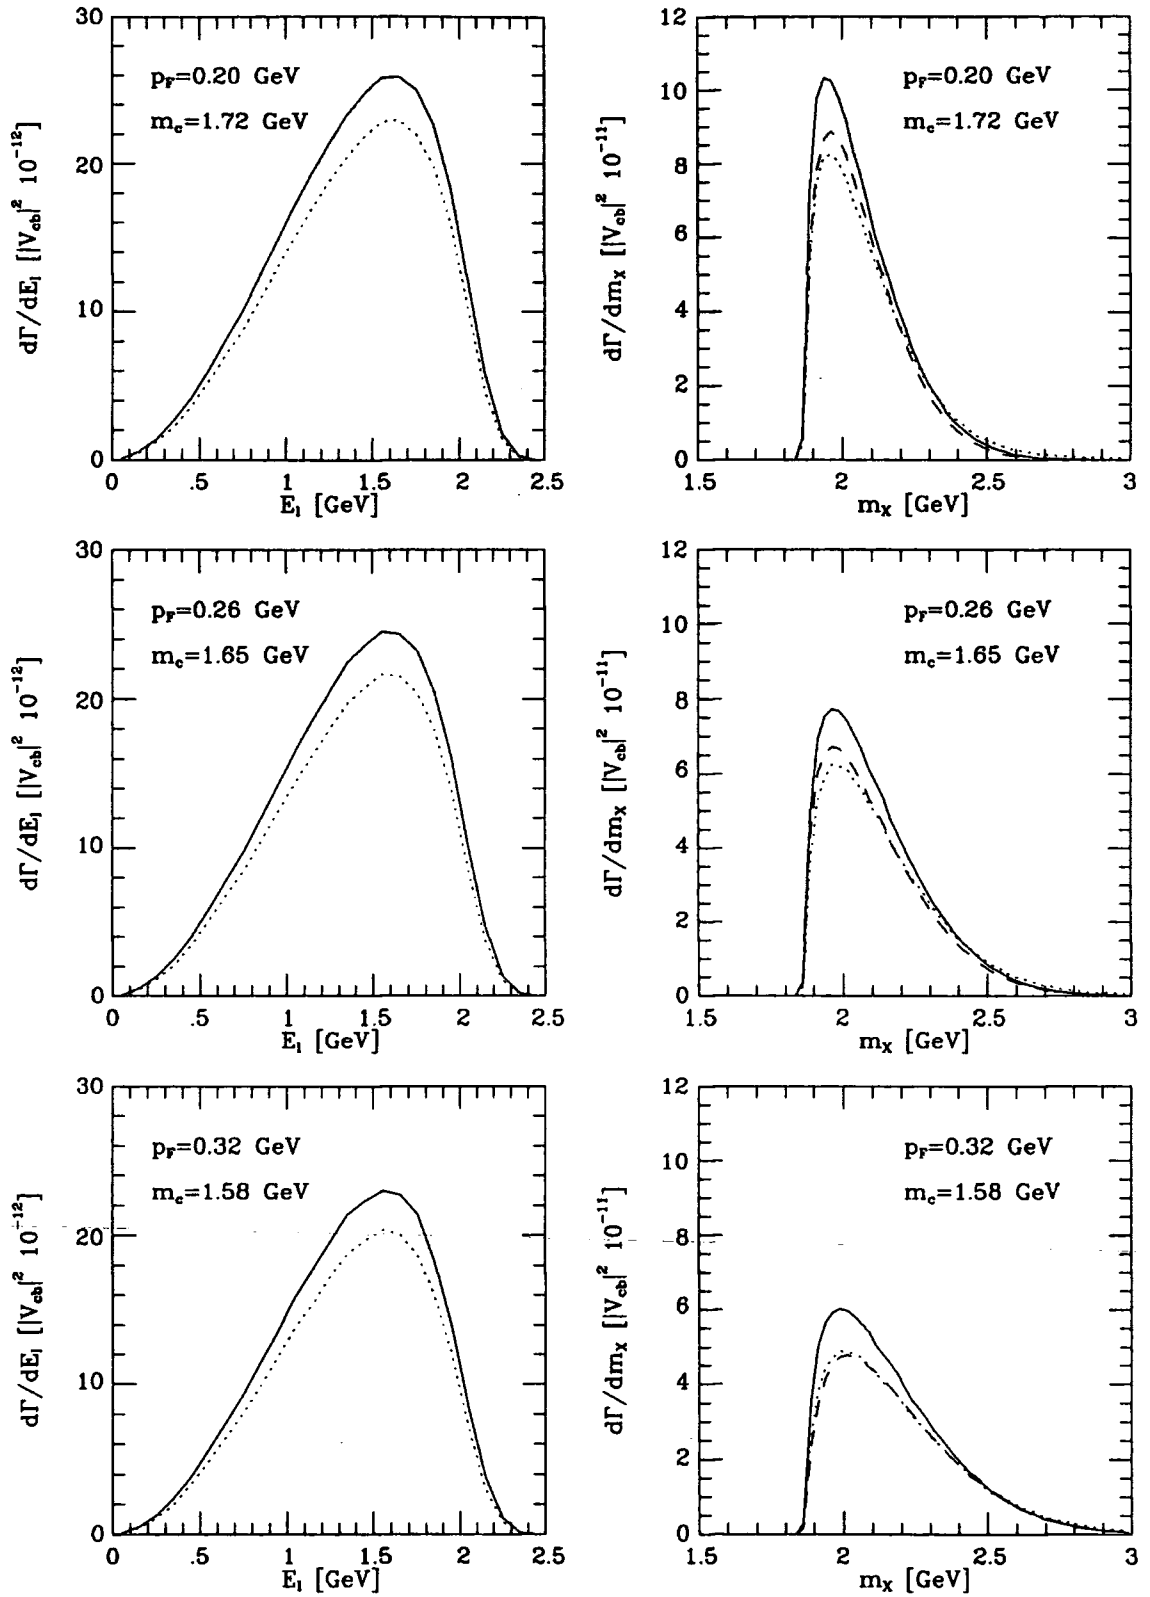 30
20
10
0
p_F=0.20 GeV
m_c=1.72 GeV
dΓ/dE_l [|V_cb|^2 10^-12]
0 .5 1 1.5 2 2.5
E_l [GeV]
12
10
8
6
4
2
0
p_F=0.20 GeV
m_c=1.72 GeV
dΓ/dm_X [|V_cb|^2 10^-11]
1.5 2 2.5 3
m_X [GeV]
30
20
10
0
p_F=0.26 GeV
m_c=1.65 GeV
dΓ/dE_l [|V_cb|^2 10^-12]
0 .5 1 1.5 2 2.5
E_l [GeV]
12
10
8
6
4
2
0
p_F=0.26 GeV
m_c=1.65 GeV
dΓ/dm_X [|V_cb|^2 10^-11]
1.5 2 2.5 3
m_X [GeV]
30
20
10
0
p_F=0.32 GeV
m_c=1.58 GeV
dΓ/dE_l [|V_cb|^2 10^-12]
0 .5 1 1.5 2 2.5
E_l [GeV]
12
10
8
6
4
2
0
p_F=0.32 GeV
m_c=1.58 GeV
dΓ/dm_X [|V_cb|^2 10^-11]
1.5 2 2.5 3
m_X [GeV]